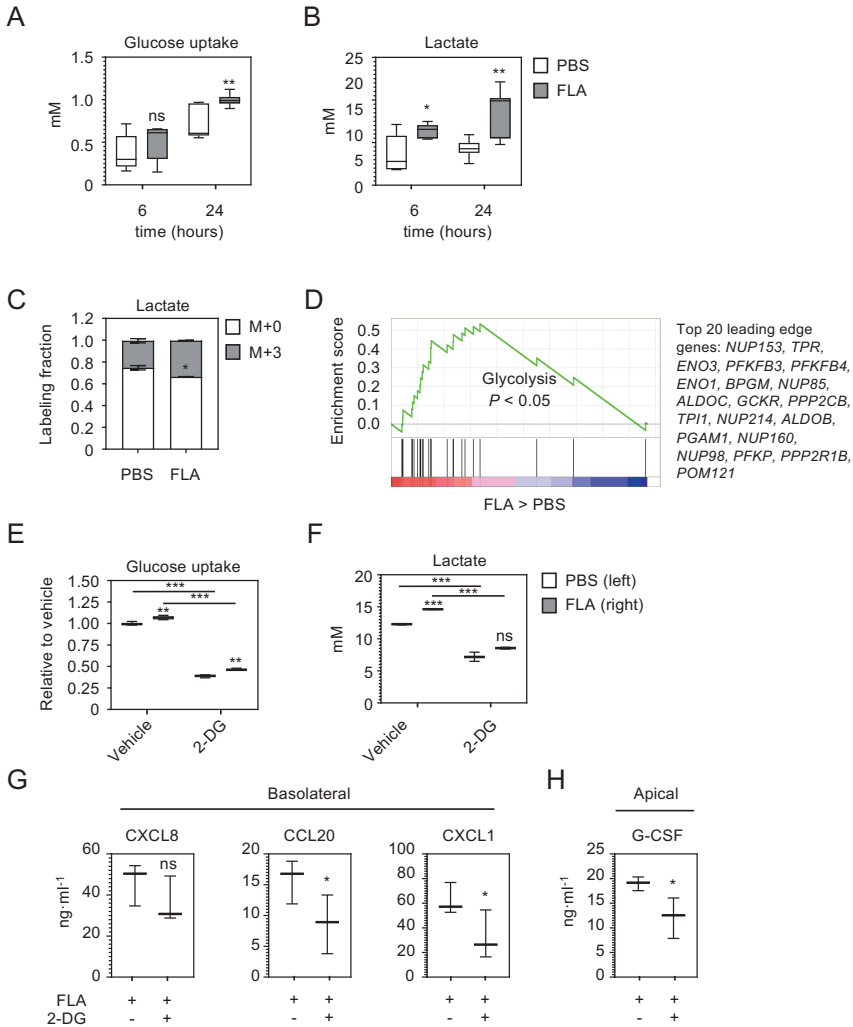 A
Glucose uptake
mM
1.5
1.0
0.5
0
ns
**
6
24
time (hours)
B
Lactate
mM
25
20
15
10
5
0
*
**
6
24
time (hours)
PBS
FLA
C
Lactate
M+0
M+3
Labeling fraction
1.2
1.0
0.8
0.6
0.4
0.2
0
*
PBS
FLA
D
Enrichment score
0.5
0.4
0.3
0.2
0.1
0.0
Glycolysis
P < 0.05
FLA > PBS
Top 20 leading edge
genes: NUP153, TPR,
ENO3, PFKFB3, PFKFB4,
ENO1, BPGM, NUP85,
ALDOC, GCKR, PPP2CB,
TPI1, NUP214, ALDOB,
PGAM1, NUP160,
NUP98, PFKP, PPP2R1B,
POM121
E
Glucose uptake
Relative to vehicle
1.50
1.25
1.00
0.75
0.50
0.25
0
***
***
**
**
Vehicle
2-DG
F
Lactate
mM
20
15
10
5
0
***
***
***
ns
Vehicle
2-DG
PBS (left)
FLA (right)
G
Basolateral
CXCL8
ng·ml-1
60
40
20
0
ns
CCL20
20
15
10
5
0
*
CXCL1
100
80
60
40
20
0
*
FLA + + + + + +
2-DG - + - + - +
H
Apical
G-CSF
ng·ml-1
25
20
15
10
5
0
*
+ +
- +